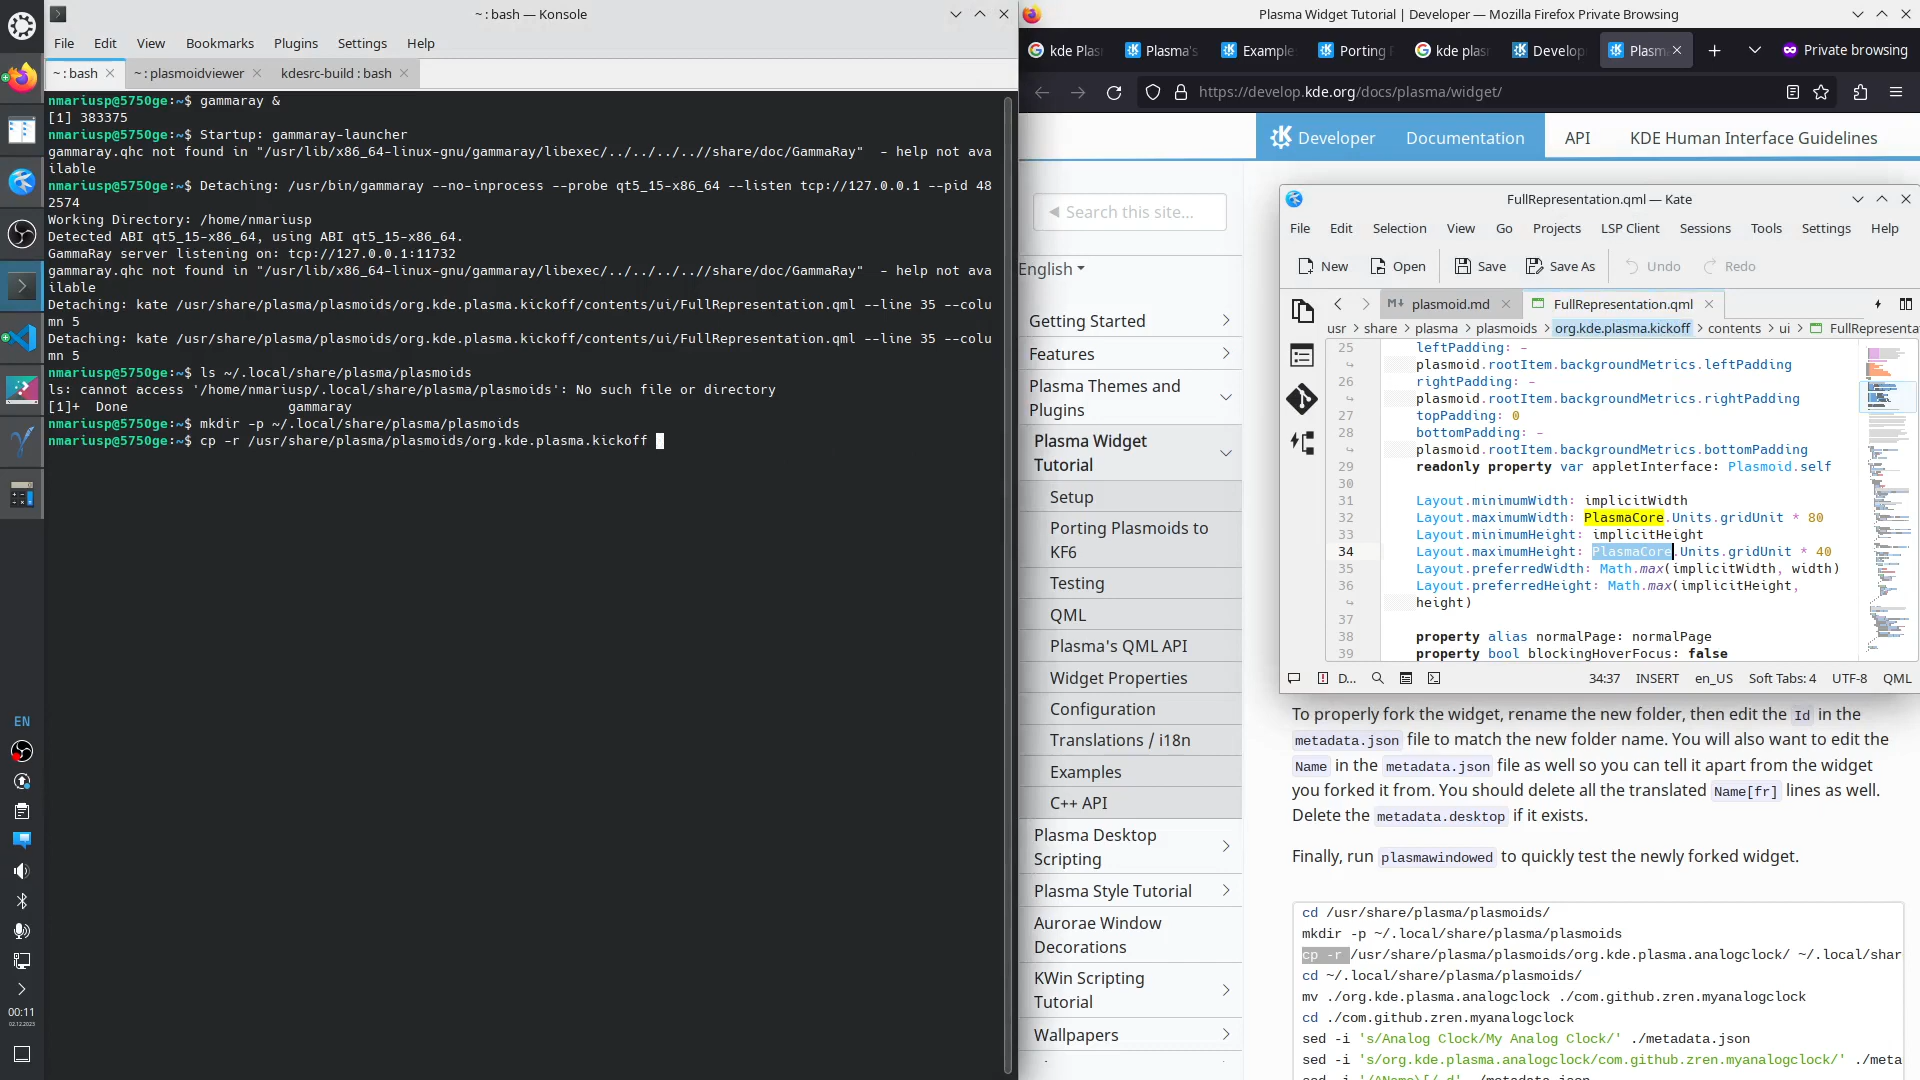 ~ : bash — Konsole
File Edit View Bookmarks Plugins Settings Help
~ : bash
~ : plasmoidviewer
kdesrc-build : bash
nmariusp@5750ge:~$ gammaray &
[1] 383375
nmariusp@5750ge:~$ Startup: gammaray-launcher
gammaray.qhc not found in "/usr/lib/x86_64-linux-gnu/gammaray/libexec/../../../..//share/doc/GammaRay"  - help not ava
ilable
nmariusp@5750ge:~$ Detaching: /usr/bin/gammaray --no-inprocess --probe qt5_15-x86_64 --listen tcp://127.0.0.1 --pid 48
2574
Working Directory: /home/nmariusp
Detected ABI qt5_15-x86_64, using ABI qt5_15-x86_64.
GammaRay server listening on: tcp://127.0.0.1:11732
gammaray.qhc not found in "/usr/lib/x86_64-linux-gnu/gammaray/libexec/../../../..//share/doc/GammaRay"  - help not ava
ilable
Detaching: kate /usr/share/plasma/plasmoids/org.kde.plasma.kickoff/contents/ui/FullRepresentation.qml --line 35 --colu
mn 5
Detaching: kate /usr/share/plasma/plasmoids/org.kde.plasma.kickoff/contents/ui/FullRepresentation.qml --line 35 --colu
mn 5
nmariusp@5750ge:~$ ls ~/.local/share/plasma/plasmoids
ls: cannot access '/home/nmariusp/.local/share/plasma/plasmoids': No such file or directory
[1]+  Done                    gammaray
nmariusp@5750ge:~$ mkdir -p ~/.local/share/plasma/plasmoids
nmariusp@5750ge:~$ cp -r /usr/share/plasma/plasmoids/org.kde.plasma.kickoff
EN
00:11
02.12.2023
Plasma Widget Tutorial | Developer — Mozilla Firefox Private Browsing
kde Plas
Plasma's
Example
Porting
kde plas
Develop
Plasm
Private browsing
https://develop.kde.org/docs/plasma/widget/
Developer Documentation API KDE Human Interface Guidelines
Search this site...
English
Getting Started
Features
Plasma Themes and
Plugins
Plasma Widget
Tutorial
Setup
Porting Plasmoids to
KF6
Testing
QML
Plasma's QML API
Widget Properties
Configuration
Translations / i18n
Examples
C++ API
Plasma Desktop
Scripting
Plasma Style Tutorial
Aurorae Window
Decorations
KWin Scripting
Tutorial
Wallpapers
FullRepresentation.qml — Kate
File Edit Selection View Go Projects LSP Client Sessions Tools Settings Help
New Open Save Save As Undo Redo
plasmoid.md
FullRepresentation.qml
usr > share > plasma > plasmoids > org.kde.plasma.kickoff > contents > ui > FullRepresenta
25 leftPadding: -
plasmoid.rootItem.backgroundMetrics.leftPadding
26 rightPadding: -
plasmoid.rootItem.backgroundMetrics.rightPadding
27 topPadding: 0
28 bottomPadding: -
plasmoid.rootItem.backgroundMetrics.bottomPadding
29 readonly property var appletInterface: Plasmoid.self
30
31 Layout.minimumWidth: implicitWidth
32 Layout.maximumWidth: PlasmaCore.Units.gridUnit * 80
33 Layout.minimumHeight: implicitHeight
34 Layout.maximumHeight: PlasmaCore.Units.gridUnit * 40
35 Layout.preferredWidth: Math.max(implicitWidth, width)
36 Layout.preferredHeight: Math.max(implicitHeight,
height)
37
38 property alias normalPage: normalPage
39 property bool blockingHoverFocus: false
D... 34:37 INSERT en_US Soft Tabs: 4 UTF-8 QML
To properly fork the widget, rename the new folder, then edit the Id in the
metadata.json file to match the new folder name. You will also want to edit the
Name in the metadata.json file as well so you can tell it apart from the widget
you forked it from. You should delete all the translated Name[fr] lines as well.
Delete the metadata.desktop if it exists.
Finally, run plasmawindowed to quickly test the newly forked widget.
cd /usr/share/plasma/plasmoids/
mkdir -p ~/.local/share/plasma/plasmoids
cp -r /usr/share/plasma/plasmoids/org.kde.plasma.analogclock/ ~/.local/shar
cd ~/.local/share/plasma/plasmoids/
mv ./org.kde.plasma.analogclock ./com.github.zren.myanalogclock
cd ./com.github.zren.myanalogclock
sed -i 's/Analog Clock/My Analog Clock/' ./metadata.json
sed -i 's/org.kde.plasma.analogclock/com.github.zren.myanalogclock/' ./meta